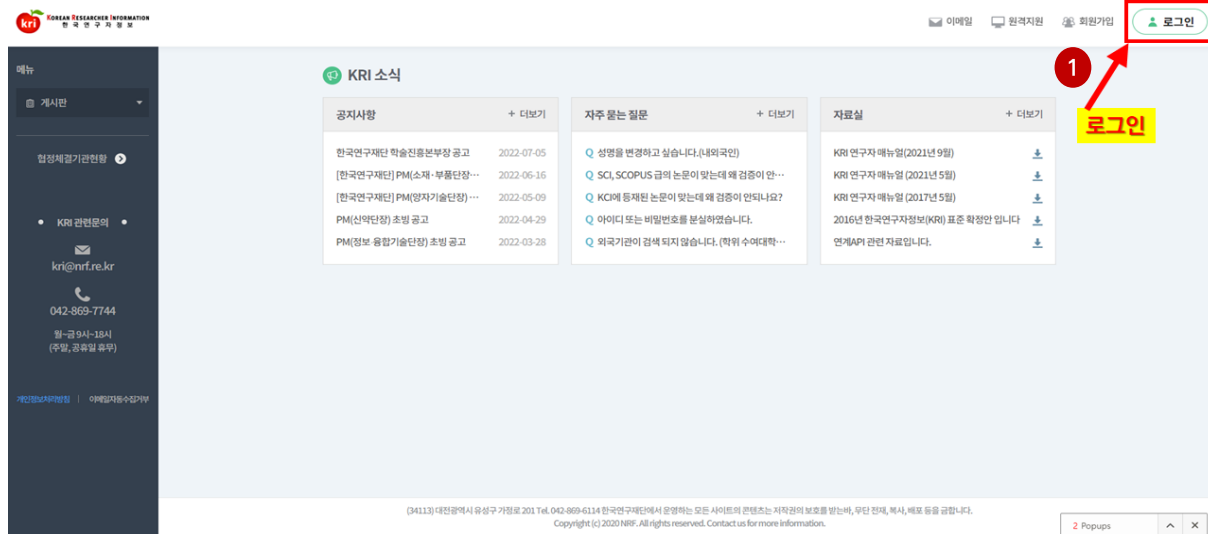 kri KOREAN RESEARCHER INFORMATION
한국연구자정보
이메일 원격지원 회원가입 로그인
1
로그인
메뉴
게시판
협정체결기관현황
KRI 관련문의
kri@nrf.re.kr
042-869-7744
월~금 9시~18시
(주말, 공휴일 휴무)
개인정보처리방침 | 이메일자동수집거부
KRI 소식
공지사항 + 더보기
한국연구재단 학술진흥본부장 공고 2022-07-05
[한국연구재단] PM(소재·부품단장··· 2022-06-16
[한국연구재단] PM(양자기술단장) ··· 2022-05-09
PM(신약단장) 초빙 공고 2022-04-29
PM(정보·융합기술단장) 초빙 공고 2022-03-28
자주 묻는 질문 + 더보기
Q 성명을 변경하고 싶습니다.(내외국인)
Q SCI, SCOPUS 급의 논문이 맞는데 왜 검증이 안···
Q KCI에 등재된 논문이 맞는데 왜 검증이 안되나요?
Q 아이디 또는 비밀번호를 분실하였습니다.
Q 외국기관이 검색 되지 않습니다. (학위 수여대학···
자료실 + 더보기
KRI 연구자 매뉴얼(2021년 9월)
KRI 연구자 매뉴얼 (2021년 5월)
KRI 연구자 매뉴얼 (2017년 5월)
2016년 한국연구자정보(KRI) 표준 확정안 입니다
연계API 관련 자료입니다.
(34113) 대전광역시 유성구 가정로 201 Tel. 042-869-6114 한국연구재단에서 운영하는 모든 사이트의 콘텐츠는 저작권의 보호를 받는바, 무단 전재, 복사, 배포 등을 금합니다.
Copyright (c) 2020 NRF. All rights reserved. Contact us for more information.
2 Popups